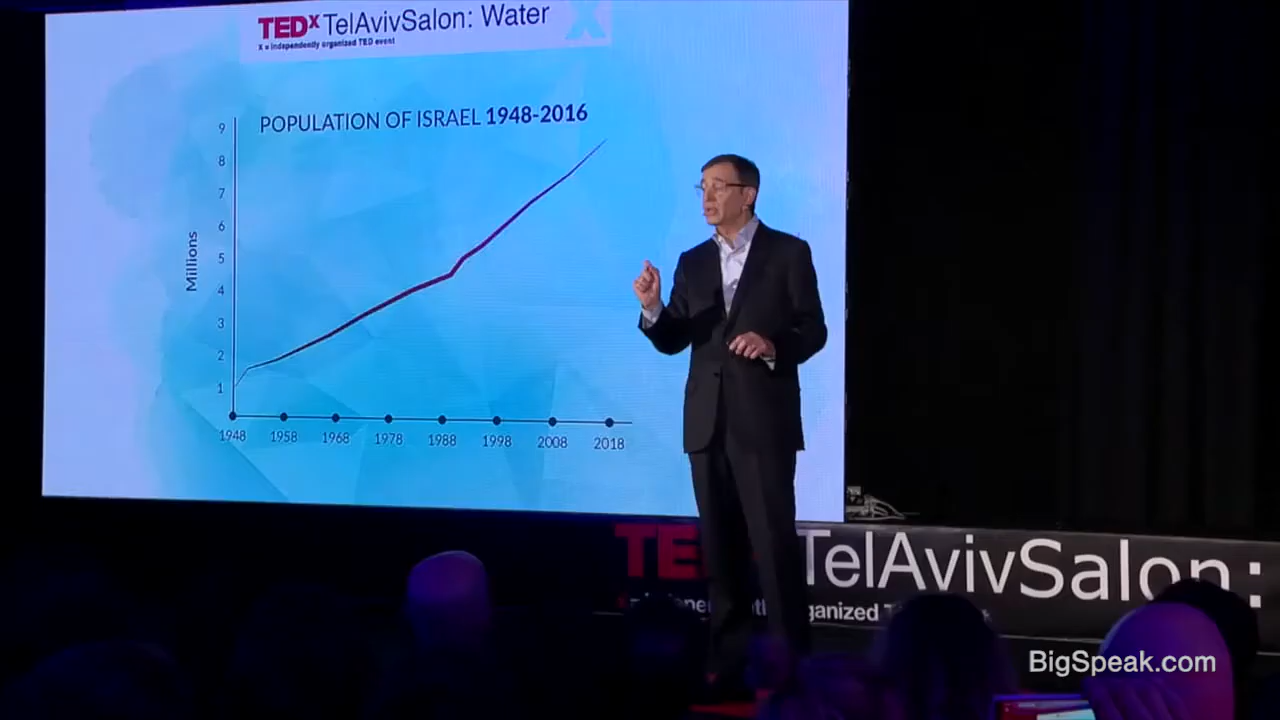 TEDx TelAvivSalon: Water
X = independently organized TED event
POPULATION OF ISRAEL 1948-2016
Millions
9
8
7
6
5
4
3
2
1
1948 1958 1968 1978 1988 1998 2008 2018
TelAvivSalon:
BigSpeak.com